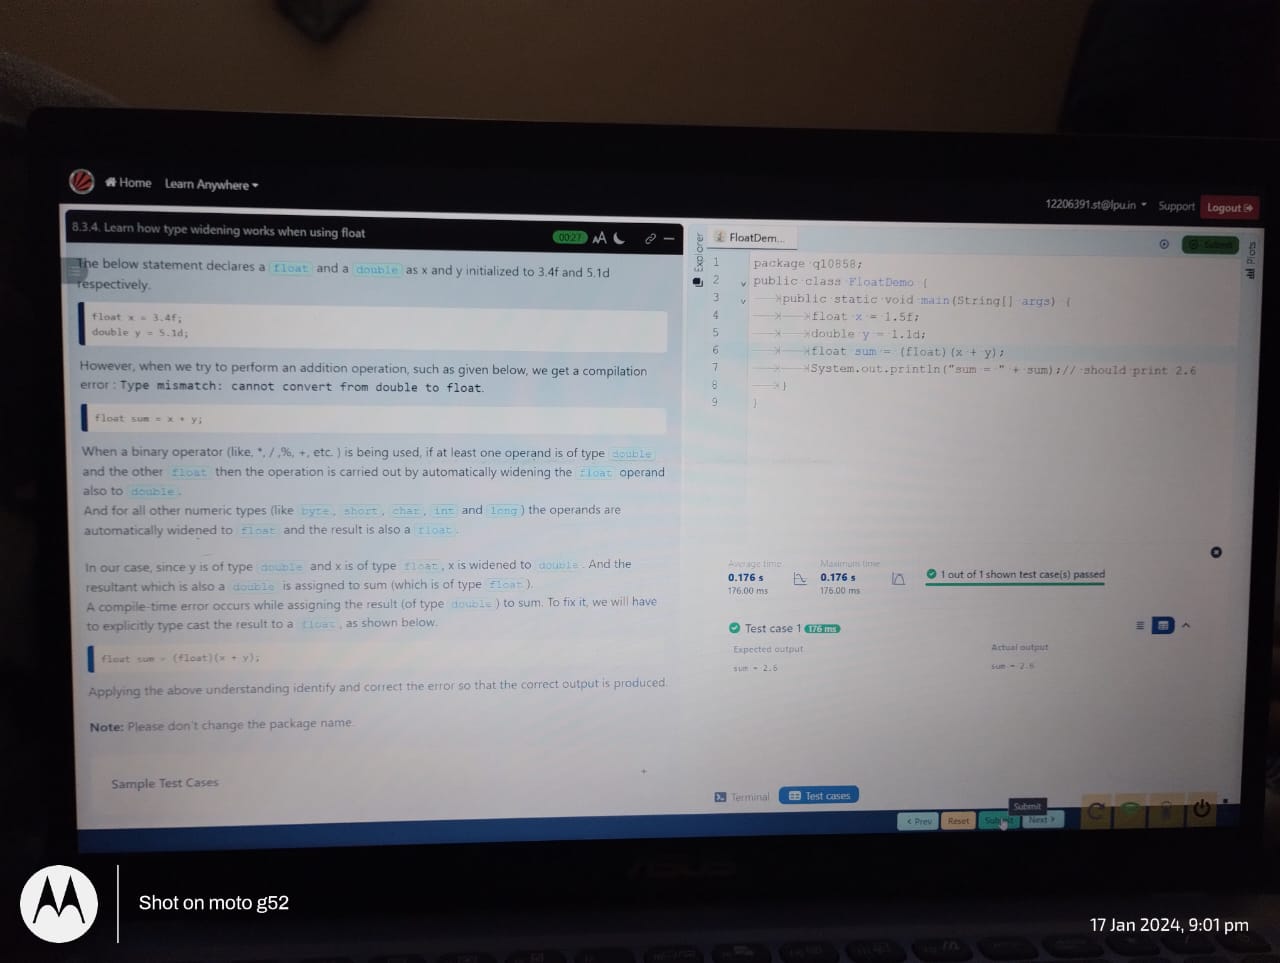 Home Learn Anywhere
12206391.st@lpu.in Support Logout
8.3.4. Learn how type widening works when using float
00:27 AA
The below statement declares a float and a double as x and y initialized to 3.4f and 5.1d
respectively.
float x = 3.4f;
double y = 5.1d;
However, when we try to perform an addition operation, such as given below, we get a compilation
error : Type mismatch: cannot convert from double to float.
float sum = x + y;
When a binary operator (like, *, / ,%, +, etc. ) is being used, if at least one operand is of type double
and the other float then the operation is carried out by automatically widening the float operand
also to double.
And for all other numeric types (like byte, short, char, int and long) the operands are
automatically widened to float and the result is also a float.
In our case, since y is of type double and x is of type float, x is widened to double. And the
resultant which is also a double is assigned to sum (which is of type float).
A compile-time error occurs while assigning the result (of type double) to sum. To fix it, we will have
to explicitly type cast the result to a float, as shown below.
float sum = (float)(x + y);
Applying the above understanding identify and correct the error so that the correct output is produced.
Note: Please don't change the package name.
Sample Test Cases
+
Explorer
FloatDem...
Submit
Plots
1 package q10858;
2 public class FloatDemo {
3 public static void main(String[] args) {
4 float x = 1.5f;
5 double y = 1.1d;
6 float sum = (float)(x + y);
7 System.out.println("sum = " + sum);// should print 2.6
8 }
9 }
Average time
0.176 s
176.00 ms
Maximum time
0.176 s
176.00 ms
1 out of 1 shown test case(s) passed
Test case 1 176 ms
Expected output
sum = 2.6
Actual output
sum = 2.6
Terminal Test cases
Submit
< Prev Reset Submit Next >
ASUS
Shot on moto g52
17 Jan 2024, 9:01 pm